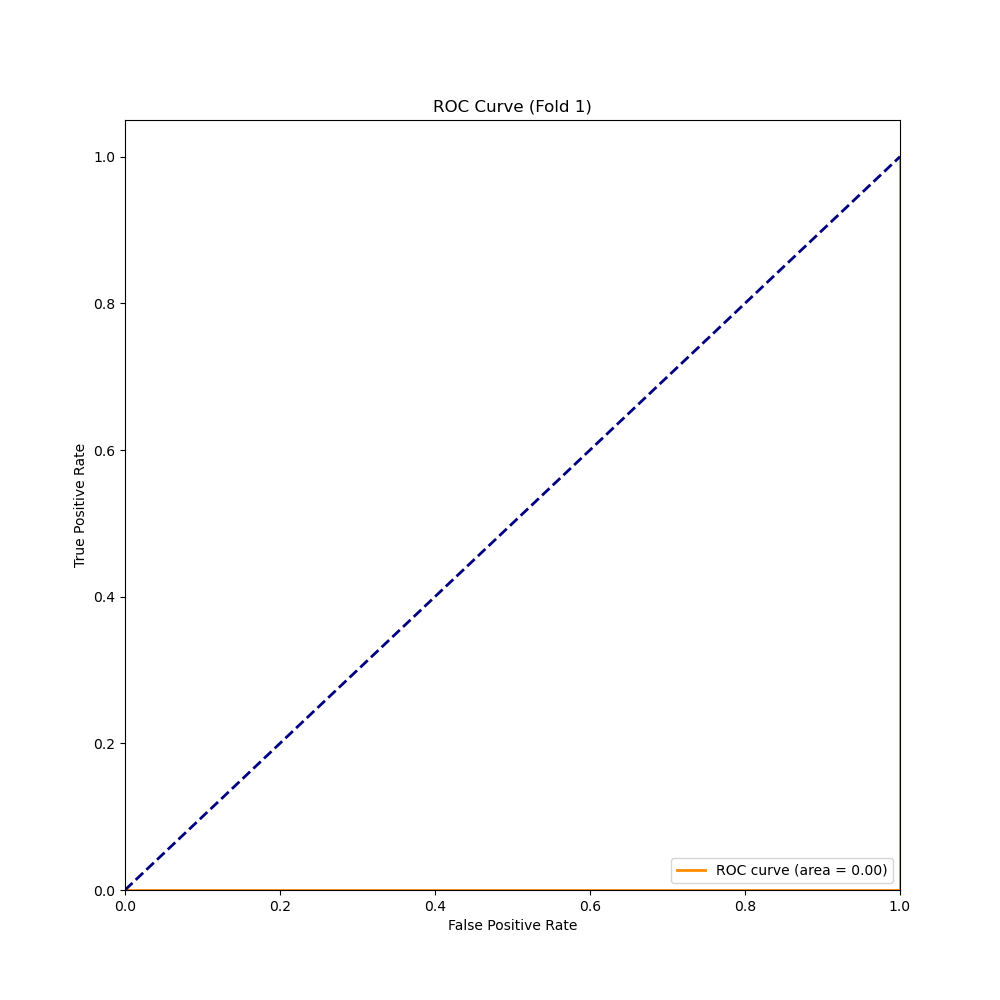 ROC Curve (Fold 1)
1.0
0.8
0.6
0.4
0.2
0.0
True Positive Rate
ROC curve (area = 0.00)
0.0 0.2 0.4 0.6 0.8 1.0
False Positive Rate